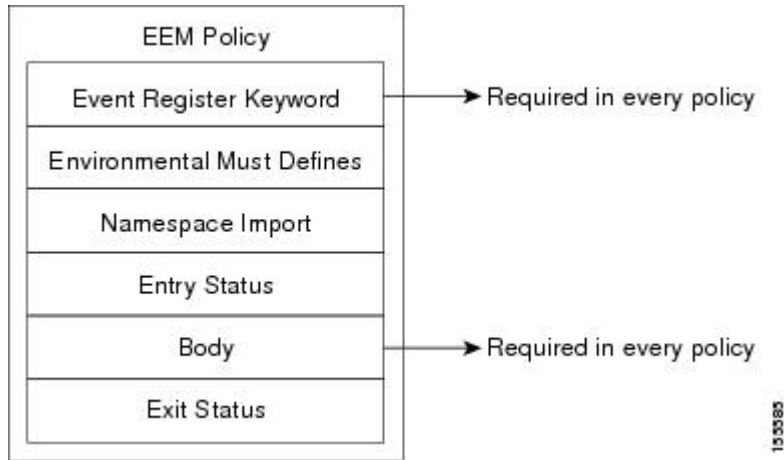 EEM Policy
Event Register Keyword
Required in every policy
Environmental Must Defines
Namespace Import
Entry Status
Body
Required in every policy
Exit Status
155585